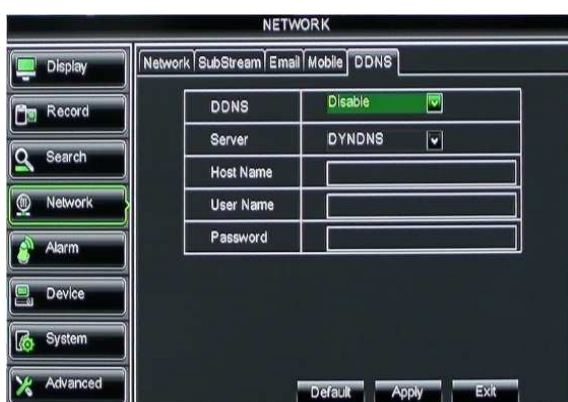 NETWORK
Display
Record
Search
Network
Alarm
Device
System
Advanced
Network SubStream Email Mobile DDNS
DDNS Disable
Server DYNDNS
Host Name
User Name
Password
Default Apply Exit